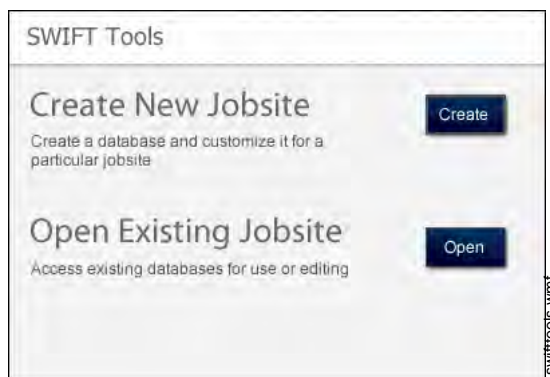 SWIFT Tools
Create New Jobsite
Create
Create a database and customize it for a
particular jobsite
Open Existing Jobsite
Open
Access existing databases for use or editing
swifttools.wmf